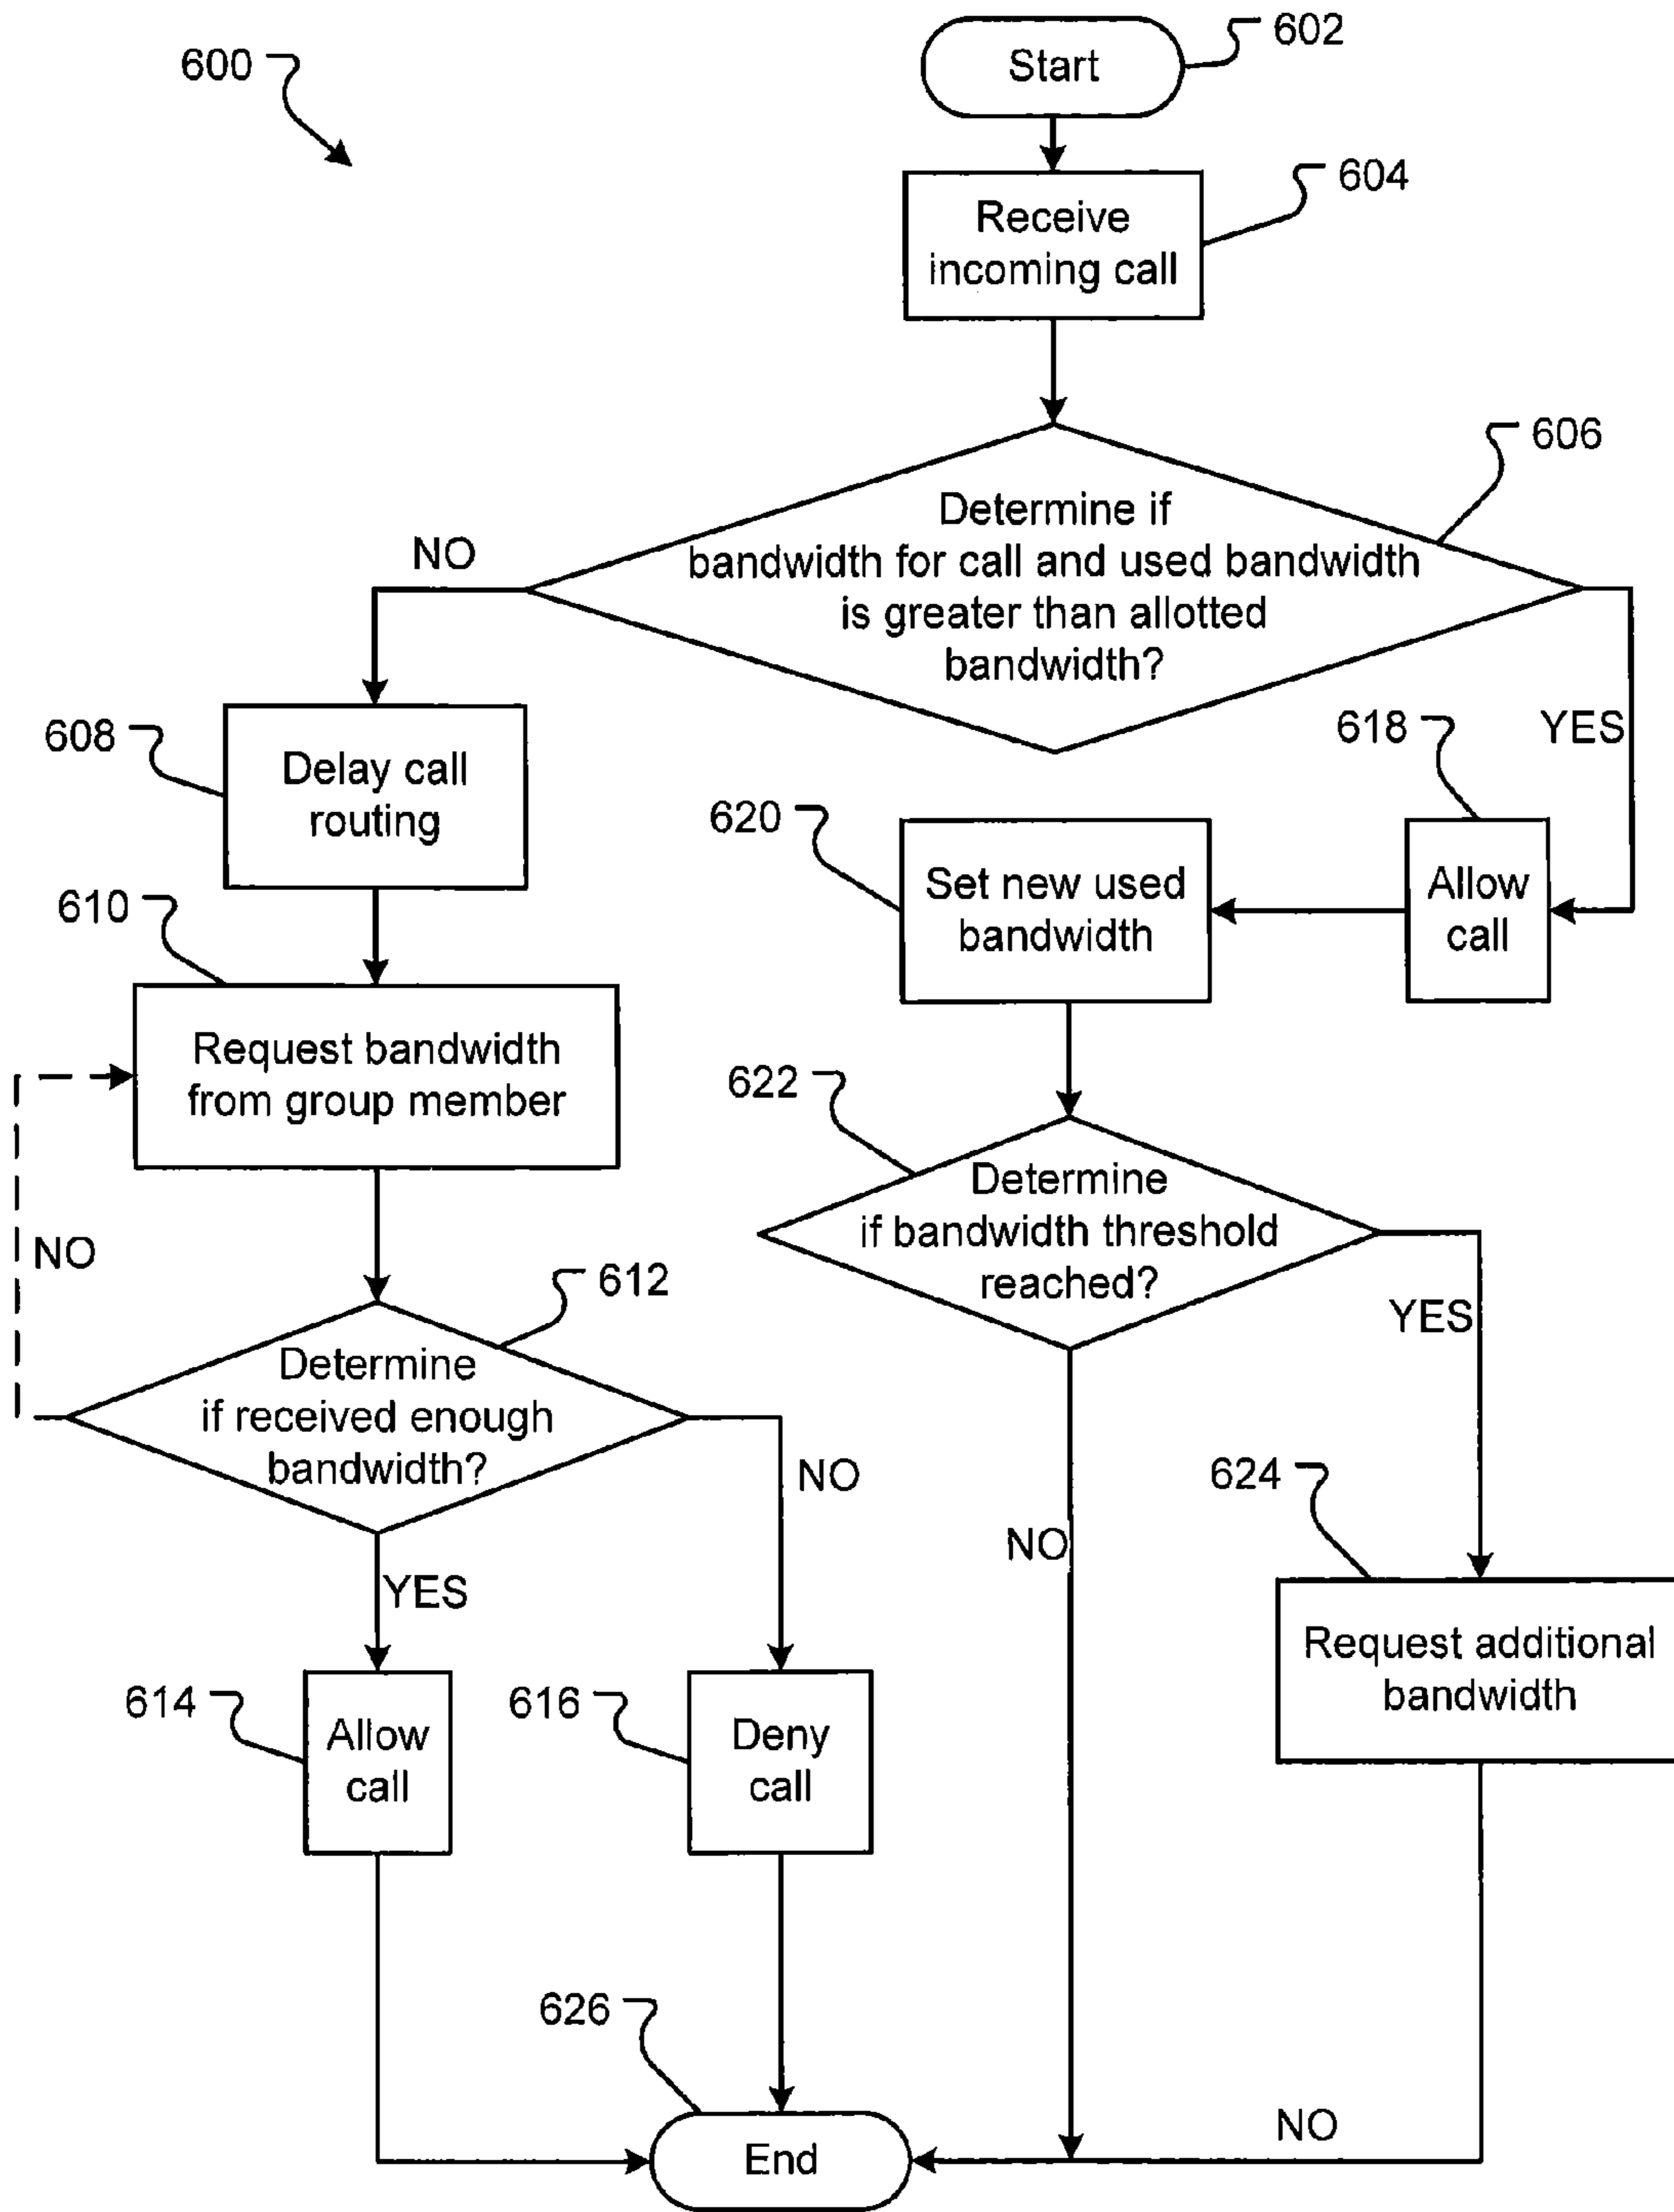 600
Start
602
Receive
incoming call
604
Determine if
bandwidth for call and used bandwidth
is greater than allotted
bandwidth?
606
NO
YES
608
Delay call
routing
618
Allow
call
620
Set new used
bandwidth
610
Request bandwidth
from group member
622
Determine
if bandwidth threshold
reached?
NO
YES
612
Determine
if received enough
bandwidth?
NO
YES
NO
624
Request additional
bandwidth
614
Allow
call
616
Deny
call
626
End
NO